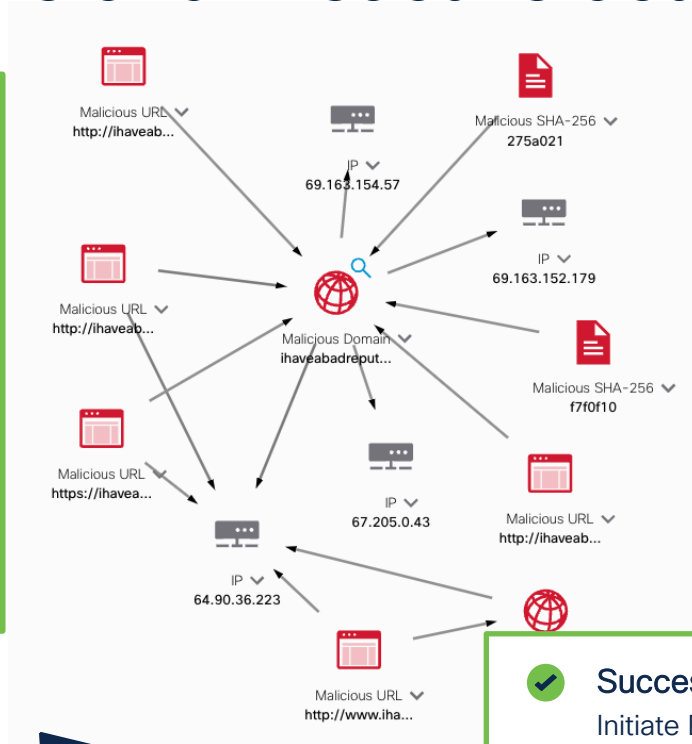 Malicious URL
http://ihaveab...
IP
69.163.154.57
Malicious SHA-256
275a021
IP
69.163.152.179
Malicious URL
http://ihaveab...
Malicious Domain
ihaveabadreput...
Malicious SHA-256
f7f0f10
Malicious URL
https://ihavea...
IP
67.205.0.43
Malicious URL
http://ihaveab...
IP
64.90.36.223
Malicious URL
http://www.iha...
Succes
Initiate